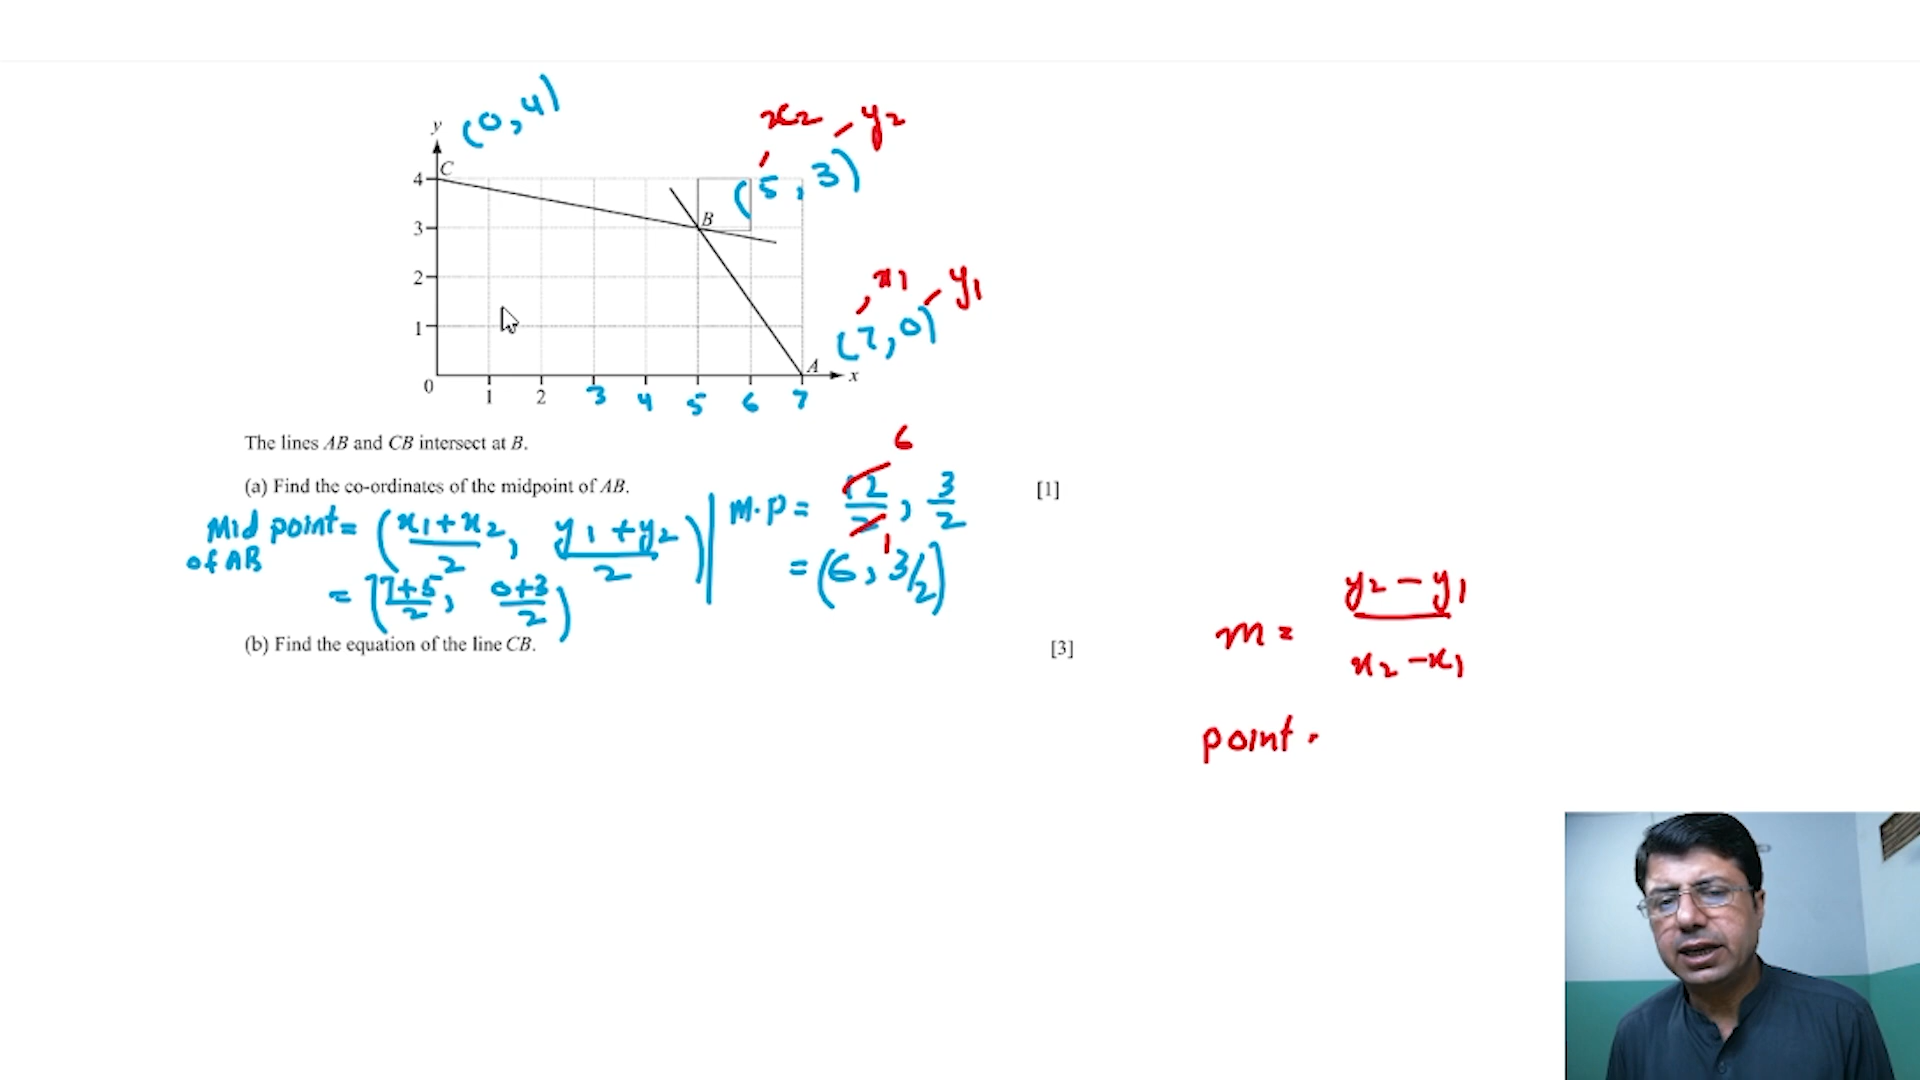 (0,4)
x2 y2
(5,3)
y
C
4
B
3
x1 y1
2
(7,0)
1
A
x
0 1 2 3 4 5 6 7
The lines AB and CB intersect at B.
6
(a) Find the co-ordinates of the midpoint of AB. [1]
Mid point = (x1+x2/2, y1+y2/2) m.p = 12/2, 3/2
of AB
1
= (7+5/2, 0+3/2) = (6, 3/2)
(b) Find the equation of the line CB. [3]
m = y2-y1/x2-x1
point.